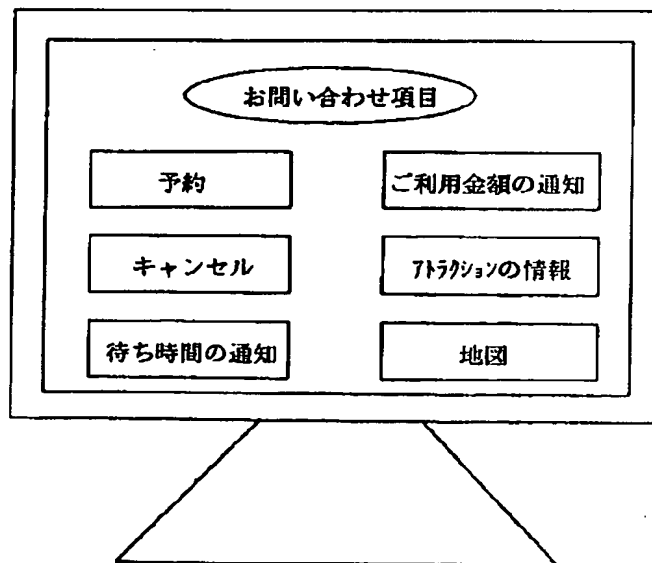 お問い合わせ項目
予約
ご利用金額の通知
キャンセル
ｱﾄﾗｸｼｮﾝの情報
待ち時間の通知
地図